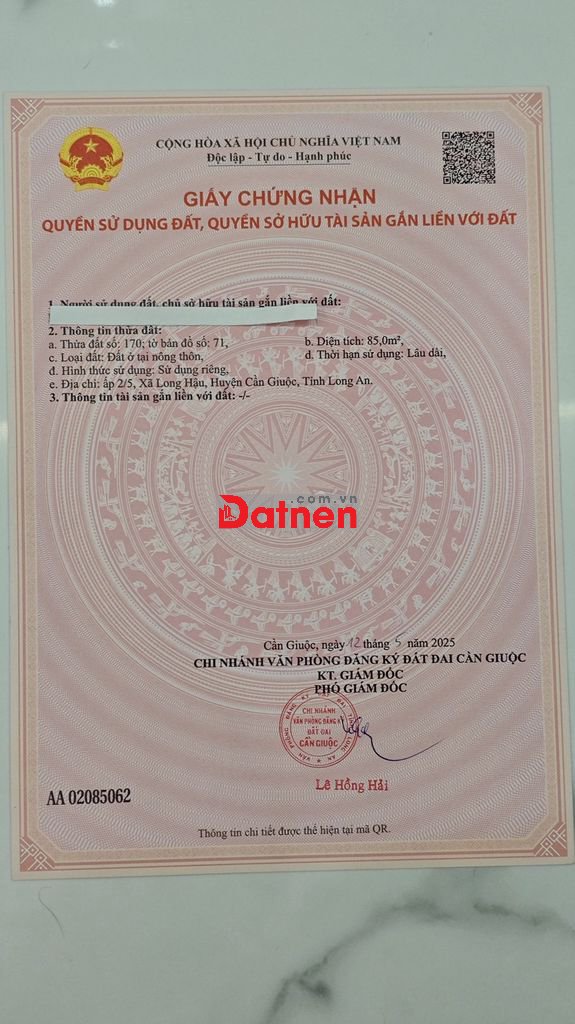 CỘNG HÒA XÃ HỘI CHỦ NGHĨA VIỆT NAM
Độc lập - Tự do - Hạnh phúc
GIẤY CHỨNG NHẬN
QUYỀN SỬ DỤNG ĐẤT, QUYỀN SỞ HỮU TÀI SẢN GẮN LIỀN VỚI ĐẤT
1. Người sử dụng đất, chủ sở hữu tài sản gắn liền với đất:
2. Thông tin thửa đất:
a. Thửa đất số: 170; tờ bản đồ số: 71, b. Diện tích: 85,0m²,
c. Loại đất: Đất ở tại nông thôn, d. Thời hạn sử dụng: Lâu dài,
đ. Hình thức sử dụng: Sử dụng riêng,
e. Địa chỉ: ấp 2/5, Xã Long Hậu, Huyện Cần Giuộc, Tỉnh Long An.
3. Thông tin tài sản gắn liền với đất: -/-
.com.vn
Datnen
Cần Giuộc, ngày 12 tháng 5 năm 2025
CHI NHÁNH VĂN PHÒNG ĐĂNG KÝ ĐẤT ĐAI CẦN GIUỘC
KT. GIÁM ĐỐC
PHÓ GIÁM ĐỐC
CHI NHÁNH
VĂN PHÒNG ĐĂNG KÝ
ĐẤT ĐAI
CẦN GIUỘC
Lê Hồng Hải
AA 02085062
Thông tin chi tiết được thể hiện tại mã QR.